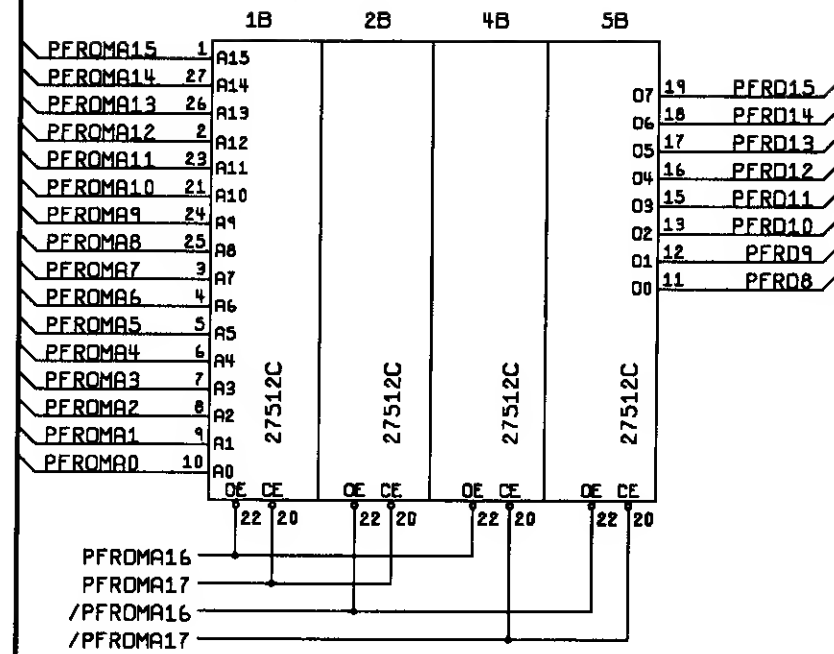 1B 2B 4B 5B
PFROMA15 1 A15
PFROMA14 27 A14
PFROMA13 26 A13
PFROMA12 2 A12
PFROMA11 23 A11
PFROMA10 21 A10
PFROMA9 24 A9
PFROMA8 25 A8
PFROMA7 3 A7
PFROMA6 4 A6
PFROMA5 5 A5
PFROMA4 6 A4
PFROMA3 7 A3
PFROMA2 8 A2
PFROMA1 9 A1
PFROMA0 10 A0
O7 19 PFRD15
O6 18 PFRD14
O5 17 PFRD13
O4 16 PFRD12
O3 15 PFRD11
O2 13 PFRD10
O1 12 PFRD9
O0 11 PFRD8
27512C 27512C 27512C 27512C
OE CE OE CE OE CE OE CE
22 20 22 20 22 20 22 20
PFROMA16
PFROMA17
/PFROMA16
/PFROMA17